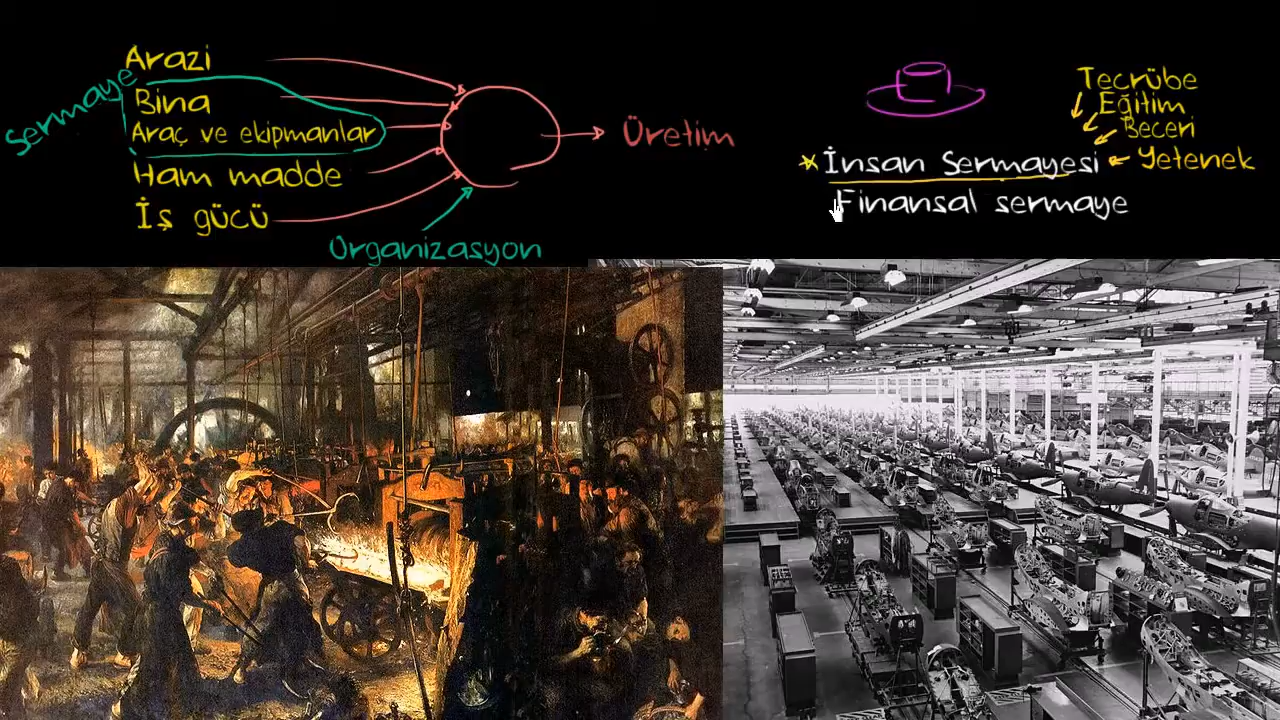 Arazi
Sermaye
Bina
Araç ve ekipmanlar
Ham madde
İş gücü
Organizasyon
Üretim
Tecrübe
Eğitim
Beceri
İnsan Sermayesi
Yetenek
Finansal sermaye